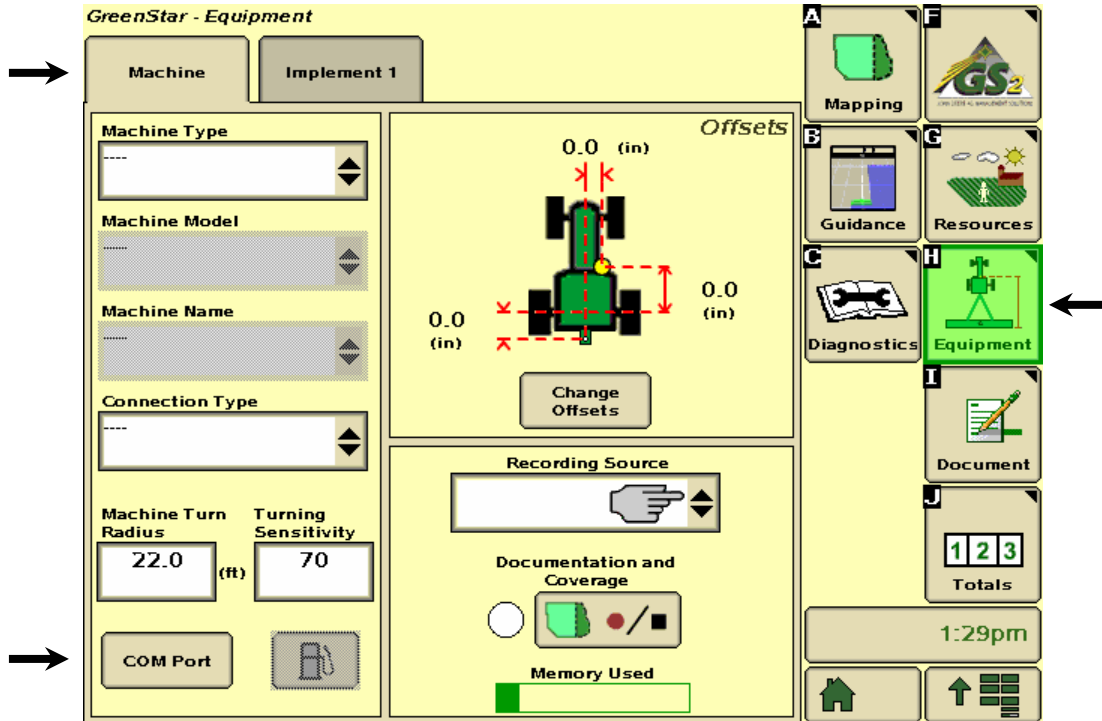 GreenStar - Equipment
Machine
Implement 1
Machine Type
----
Machine Model
------
Machine Name
------
Connection Type
----
Machine Turn
Radius
22.0
(ft)
Turning
Sensitivity
70
COM Port
Offsets
0.0 (in)
0.0
(in)
0.0
(in)
Change
Offsets
Recording Source
Documentation and
Coverage
Memory Used
A
Mapping
F
GS2
B
Guidance
G
Resources
C
Diagnostics
H
Equipment
I
Document
J
1 2 3
Totals
1:29pm